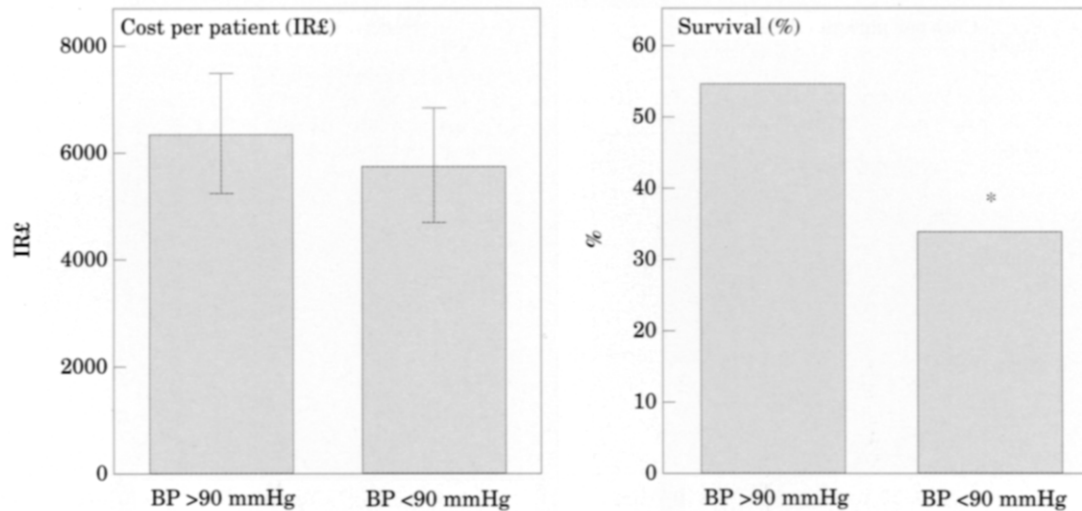 Cost per patient (IR£)
8000
6000
4000
2000
0
IR£
BP >90 mmHg
BP <90 mmHg
Survival (%)
60
50
40
30
20
10
0
%
*
BP >90 mmHg
BP <90 mmHg